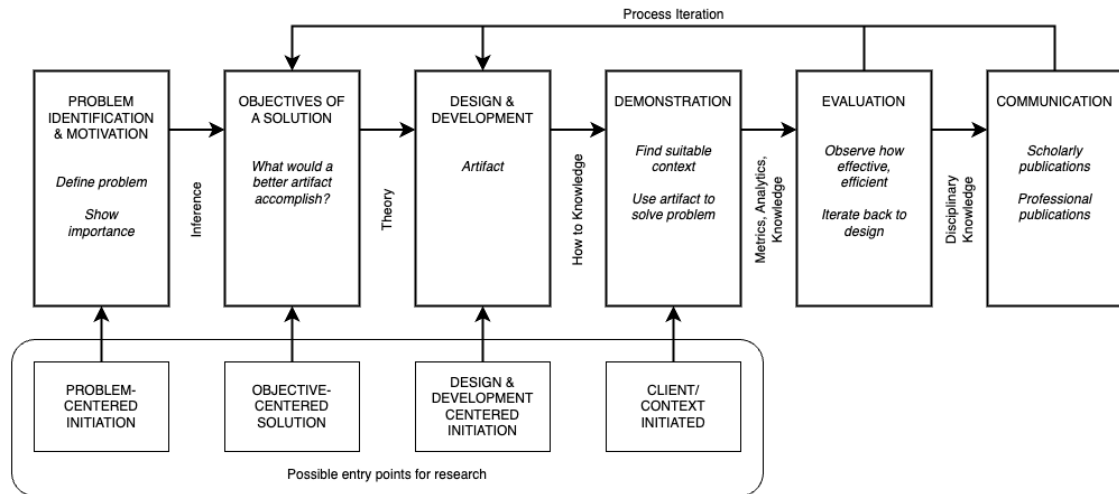 Process Iteration
PROBLEM
IDENTIFICATION
& MOTIVATION
Define problem
Show
importance
Inference
OBJECTIVES OF
A SOLUTION
What would a
better artifact
accomplish?
Theory
DESIGN &
DEVELOPMENT
Artifact
How to Knowledge
DEMONSTRATION
Find suitable
context
Use artifact to
solve problem
Metrics, Analytics,
Knowledge
EVALUATION
Observe how
effective,
efficient
Iterate back to
design
Disciplinary
Knowledge
COMMUNICATION
Scholarly
publications
Professional
publications
PROBLEM-
CENTERED
INITIATION
OBJECTIVE-
CENTERED
SOLUTION
DESIGN &
DEVELOPMENT
CENTERED
INITIATION
CLIENT/
CONTEXT
INITIATED
Possible entry points for research